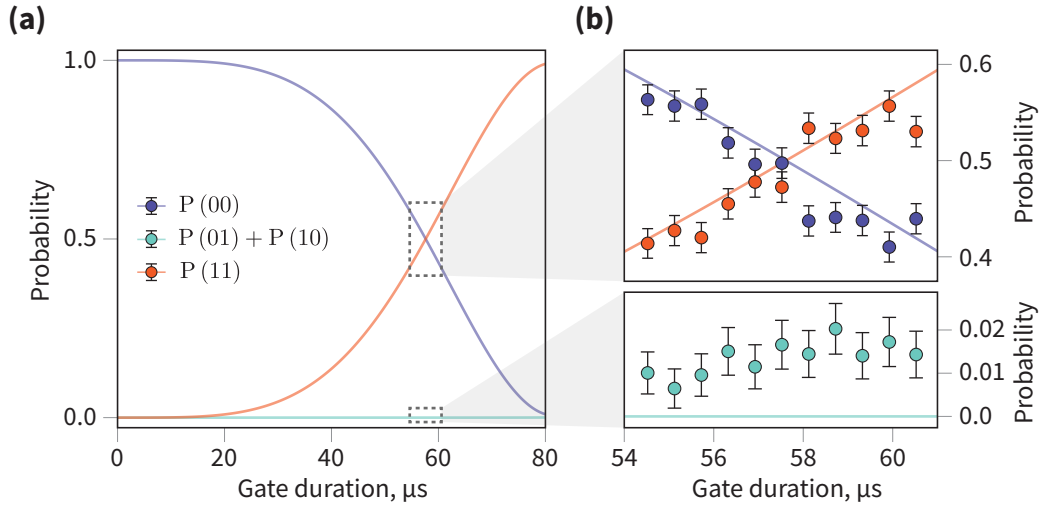 (a)
(b)
Probability
1.0
0.5
0.0
P (00)
P (01) + P (10)
P (11)
0
20
40
60
80
Gate duration, μs
0.6
0.5
0.4
Probability
0.02
0.01
0.0
Probability
54
56
58
60
Gate duration, μs